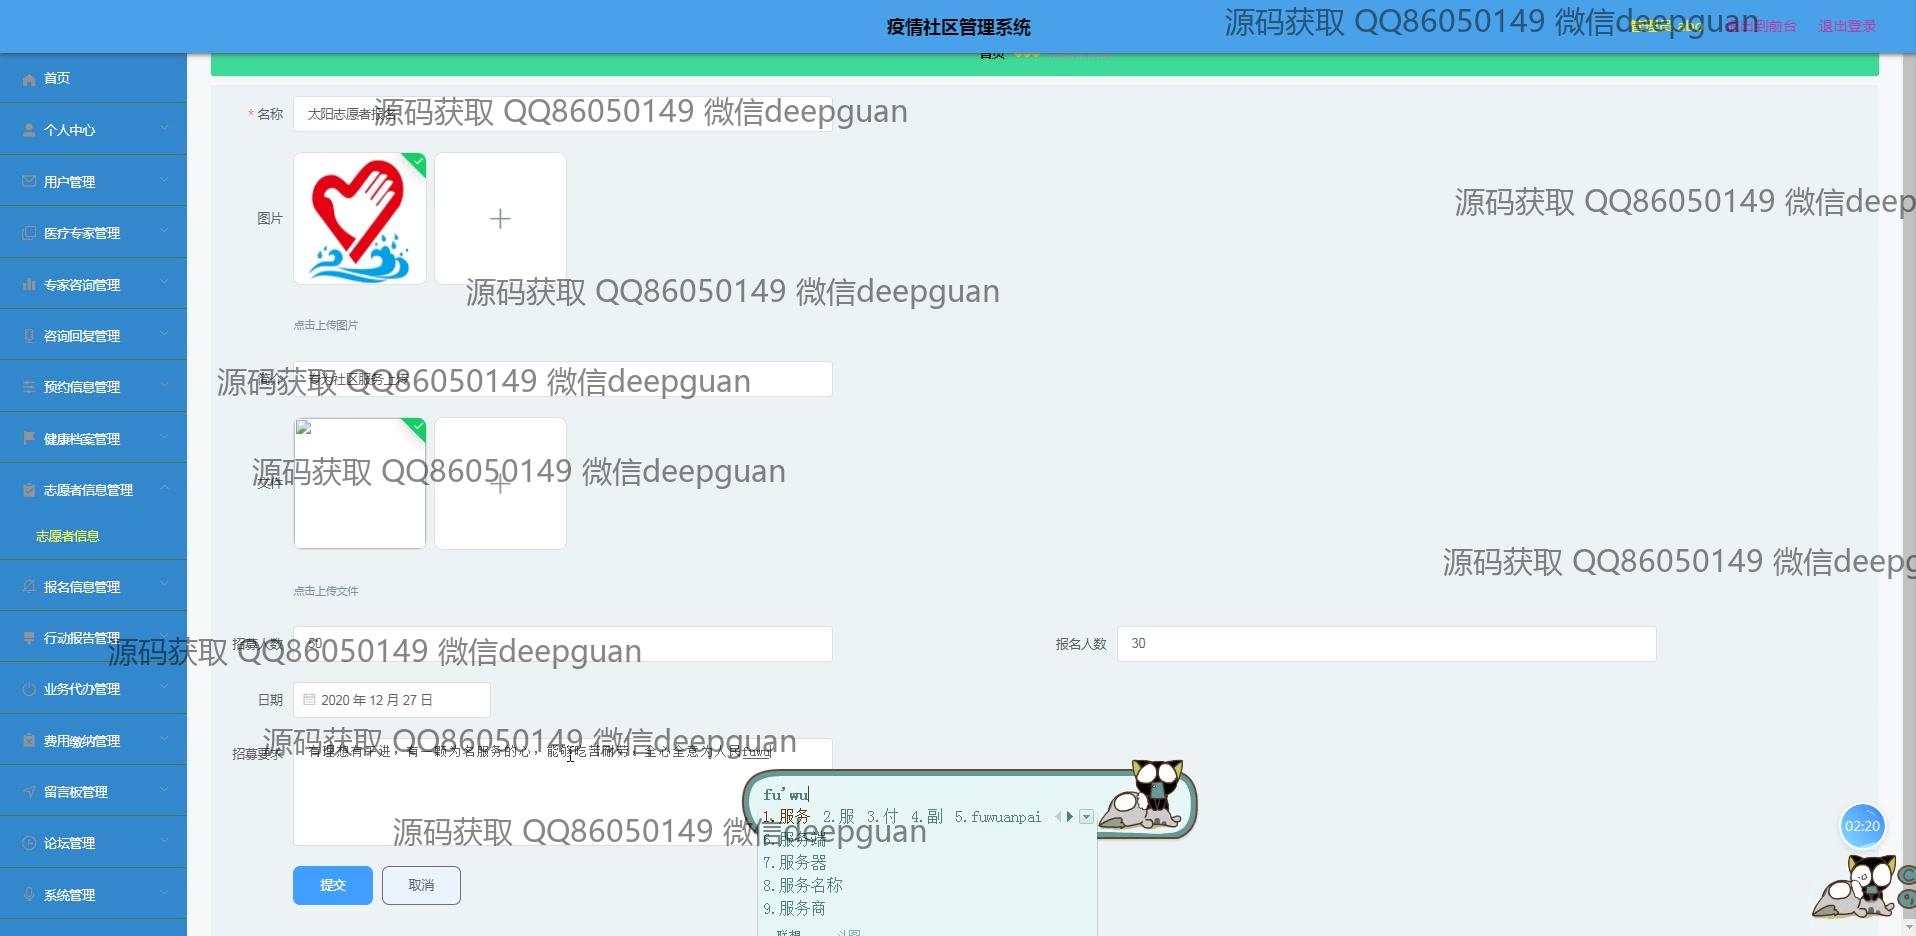 疫情社区管理系统
源码获取 QQ86050149 微信deepguan
退出登录
首页
首页
个人中心
用户管理
医疗专家管理
专家咨询管理
咨询回复管理
预约信息管理
健康档案管理
志愿者信息管理
志愿者信息
报名信息管理
行动报告管理
业务代办管理
费用缴纳管理
留言板管理
论坛管理
系统管理
* 名称
太阳志愿者报名
源码获取 QQ86050149 微信deepguan
图片
源码获取 QQ86050149 微信deep
源码获取 QQ86050149 微信deepguan
点击上传图片
源码获取 QQ86050149 微信deepguan
文件
源码获取 QQ86050149 微信deepguan
点击上传文件
源码获取 QQ86050149 微信deepg
招募人数
50
源码获取 QQ86050149 微信deepguan
报名人数
30
日期
2020 年 12 月 27 日
源码获取 QQ86050149 微信deepguan
招募要求
fuwu
fu'wu
1.服务 2.服 3.付 4.副 5.fuwuanpai
6.服务端
7.服务器
8.服务名称
9.服务商
源码获取 QQ86050149 微信deepguan
提交
取消
02:20